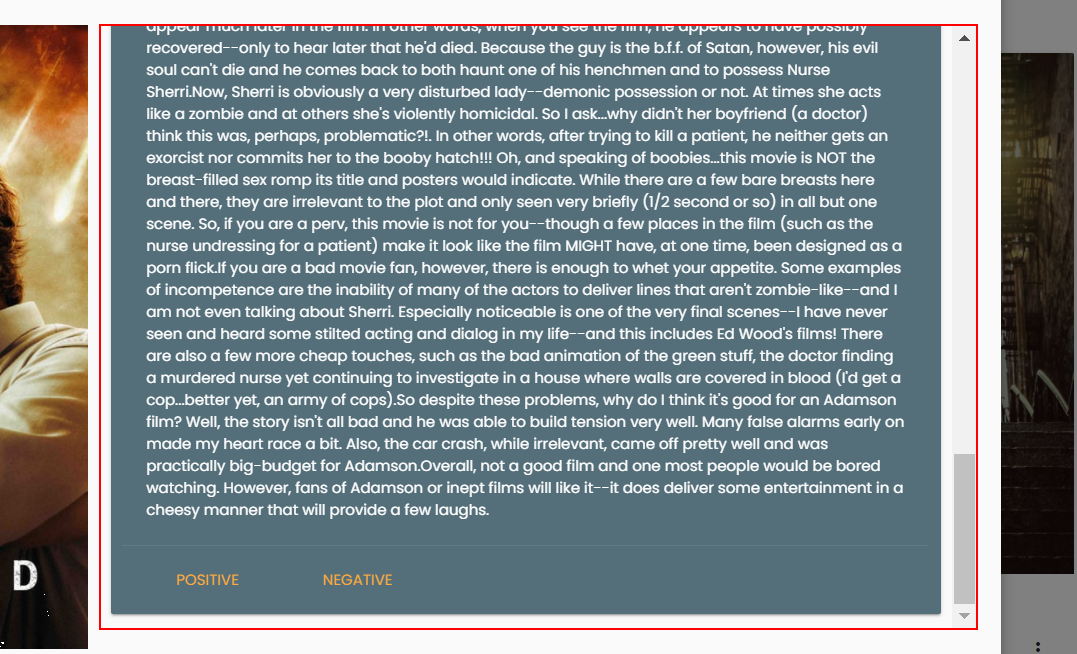 appear much later in the film. In other words, when you see the film, he appears to have possibly
recovered--only to hear later that he'd died. Because the guy is the b.f.f. of Satan, however, his evil
soul can't die and he comes back to both haunt one of his henchmen and to possess Nurse
Sherri.Now, Sherri is obviously a very disturbed lady--demonic possession or not. At times she acts
like a zombie and at others she's violently homicidal. So I ask...why didn't her boyfriend (a doctor)
think this was, perhaps, problematic?!. In other words, after trying to kill a patient, he neither gets an
exorcist nor commits her to the booby hatch!!! Oh, and speaking of boobies...this movie is NOT the
breast-filled sex romp its title and posters would indicate. While there are a few bare breasts here
and there, they are irrelevant to the plot and only seen very briefly (1/2 second or so) in all but one
scene. So, if you are a perv, this movie is not for you--though a few places in the film (such as the
nurse undressing for a patient) make it look like the film MIGHT have, at one time, been designed as a
porn flick.If you are a bad movie fan, however, there is enough to whet your appetite. Some examples
of incompetence are the inability of many of the actors to deliver lines that aren't zombie-like--and I
am not even talking about Sherri. Especially noticeable is one of the very final scenes--I have never
seen and heard some stilted acting and dialog in my life--and this includes Ed Wood's films! There
are also a few more cheap touches, such as the bad animation of the green stuff, the doctor finding
a murdered nurse yet continuing to investigate in a house where walls are covered in blood (I'd get a
cop...better yet, an army of cops).So despite these problems, why do I think it's good for an Adamson
film? Well, the story isn't all bad and he was able to build tension very well. Many false alarms early on
made my heart race a bit. Also, the car crash, while irrelevant, came off pretty well and was
practically big-budget for Adamson.Overall, not a good film and one most people would be bored
watching. However, fans of Adamson or inept films will like it--it does deliver some entertainment in a
cheesy manner that will provide a few laughs.
POSITIVE NEGATIVE
D